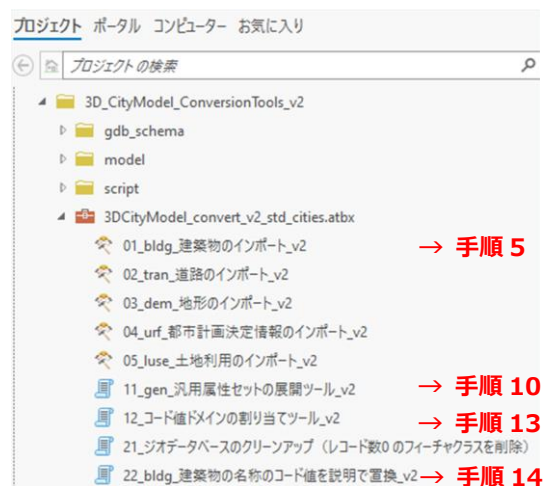 プロジェクト ポータル コンピューター お気に入り
プロジェクトの検索
3D_CityModel_ConversionTools_v2
gdb_schema
model
script
3DCityModel_convert_v2_std_cities.atbx
01_bldg_建築物のインポート_v2 → 手順 5
02_tran_道路のインポート_v2
03_dem_地形のインポート_v2
04_urf_都市計画決定情報のインポート_v2
05_luse_土地利用のインポート_v2
11_gen_汎用属性セットの展開ツール_v2 → 手順 10
12_コード値ドメインの割り当てツール_v2 → 手順 13
21_ジオデータベースのクリーンアップ（レコード数0 のフィーチャクラスを削除）
22_bldg_建築物の名称のコード値を説明で置換_v2 → 手順 14